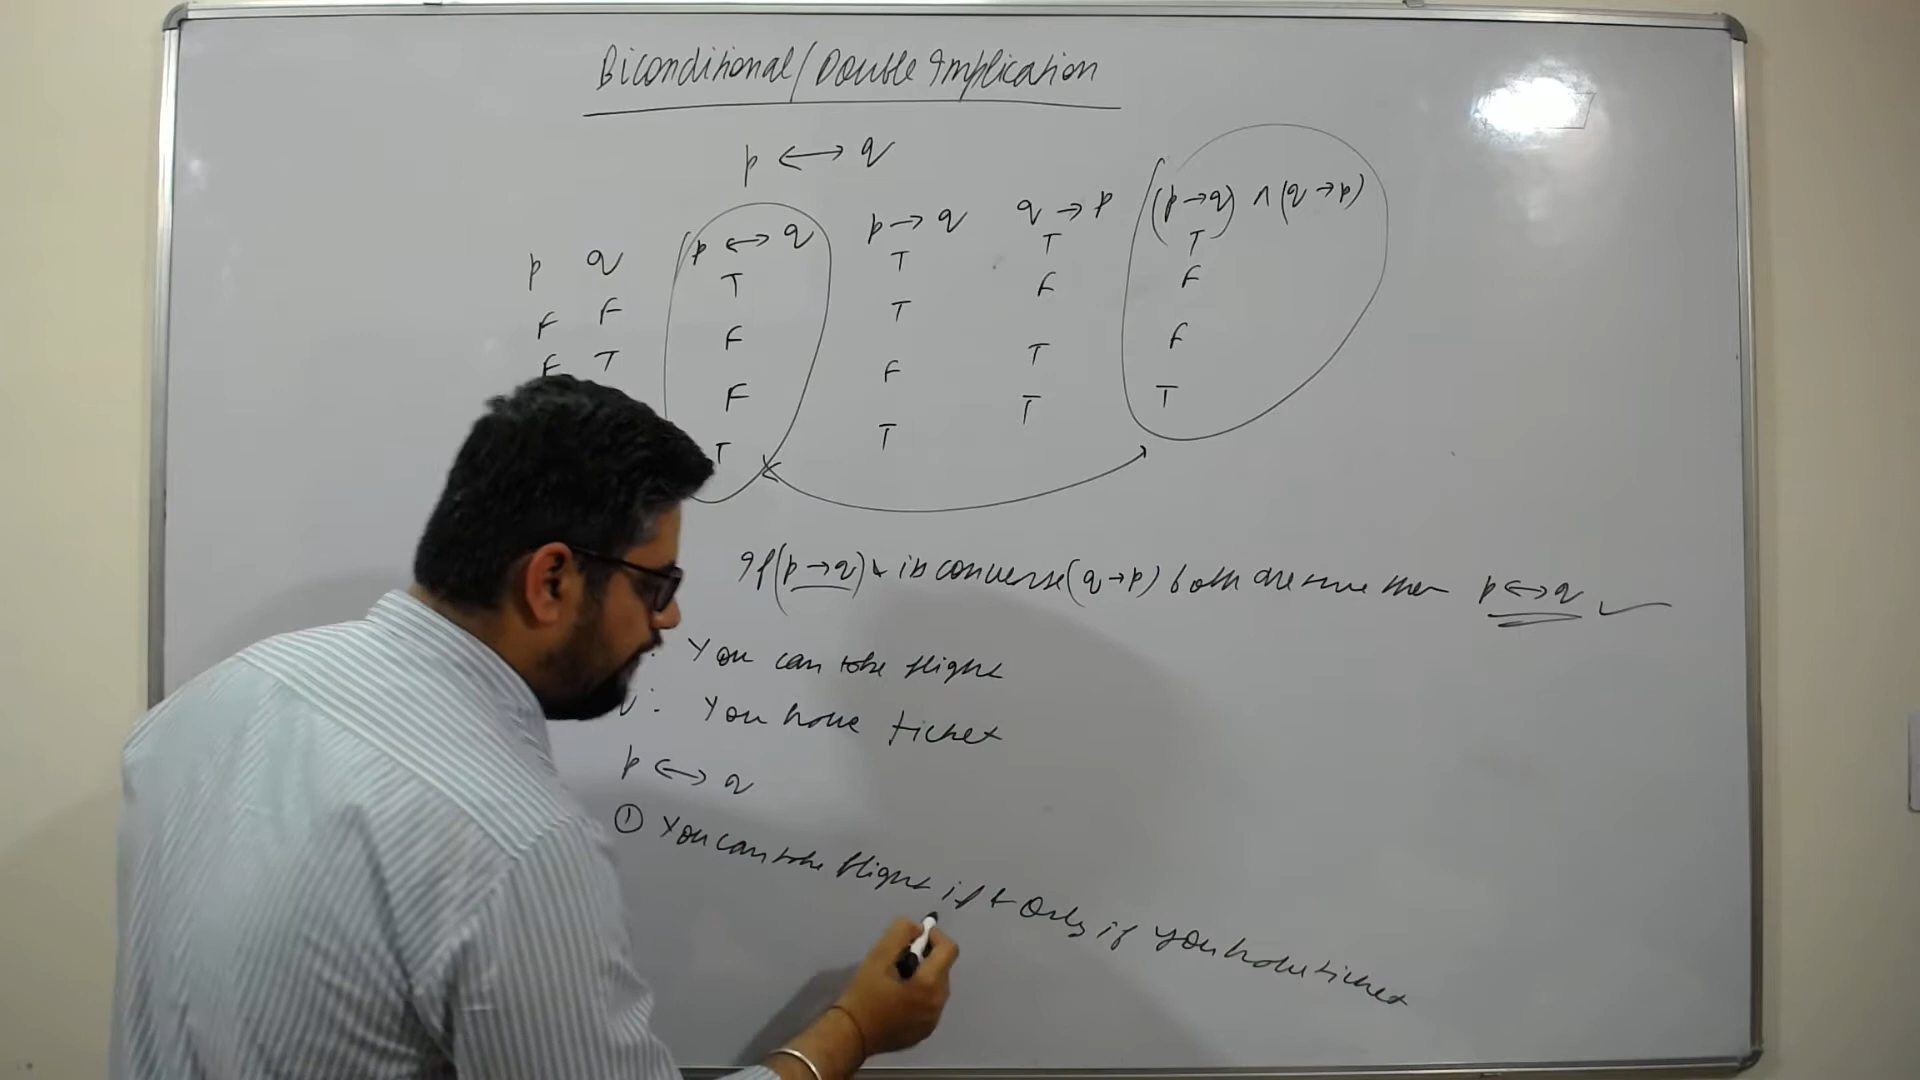 Biconditional/Double Implication
p ⟷ q
p q p ⟷ q p → q q → p (p → q) ∧ (q → p)
F F T T T T
F T F T F F
F F T F
T T T T
If (p → q) & its converse (q → p) both are true then p ⟷ q ✓
: You can take flight
: You have ticket
p ⟷ q
① You can take flight if & Only if you have ticket